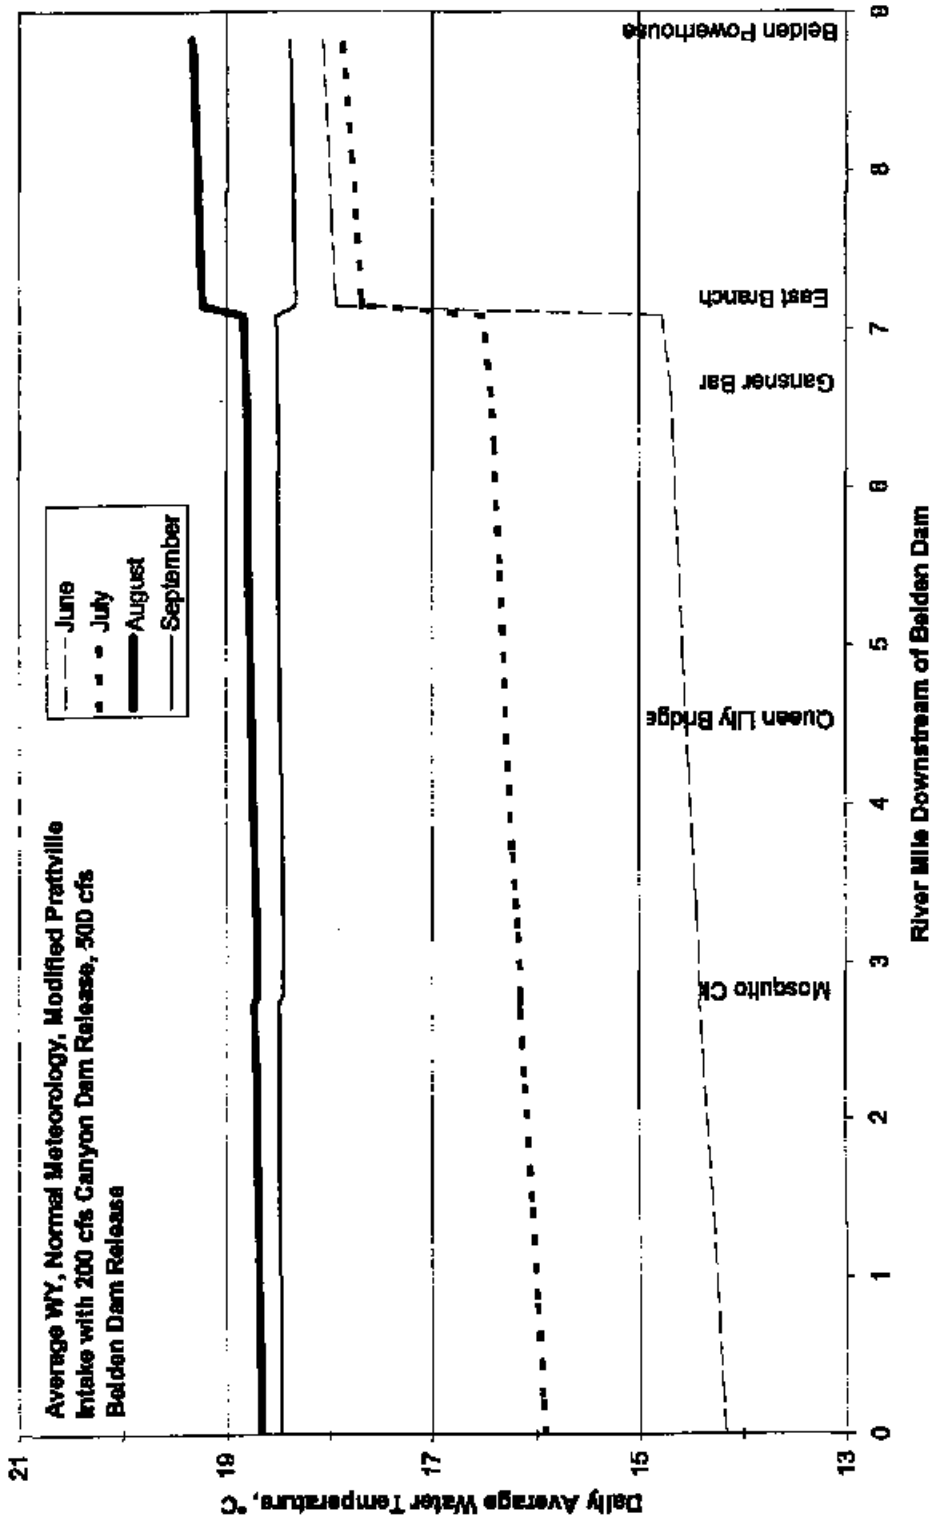 Average WY, Normal Meteorology, Modified Prattville
Intake with 200 cfs Canyon Dam Release, 500 cfs
Belden Dam Release
June
July
August
September
21
19
17
15
13
Daily Average Water Temperature, °C
Mosquito Ck
Queen Lily Bridge
Gansner Bar
East Branch
Belden Powerhouse
0
1
2
3
4
5
6
7
8
9
River Mile Downstream of Belden Dam